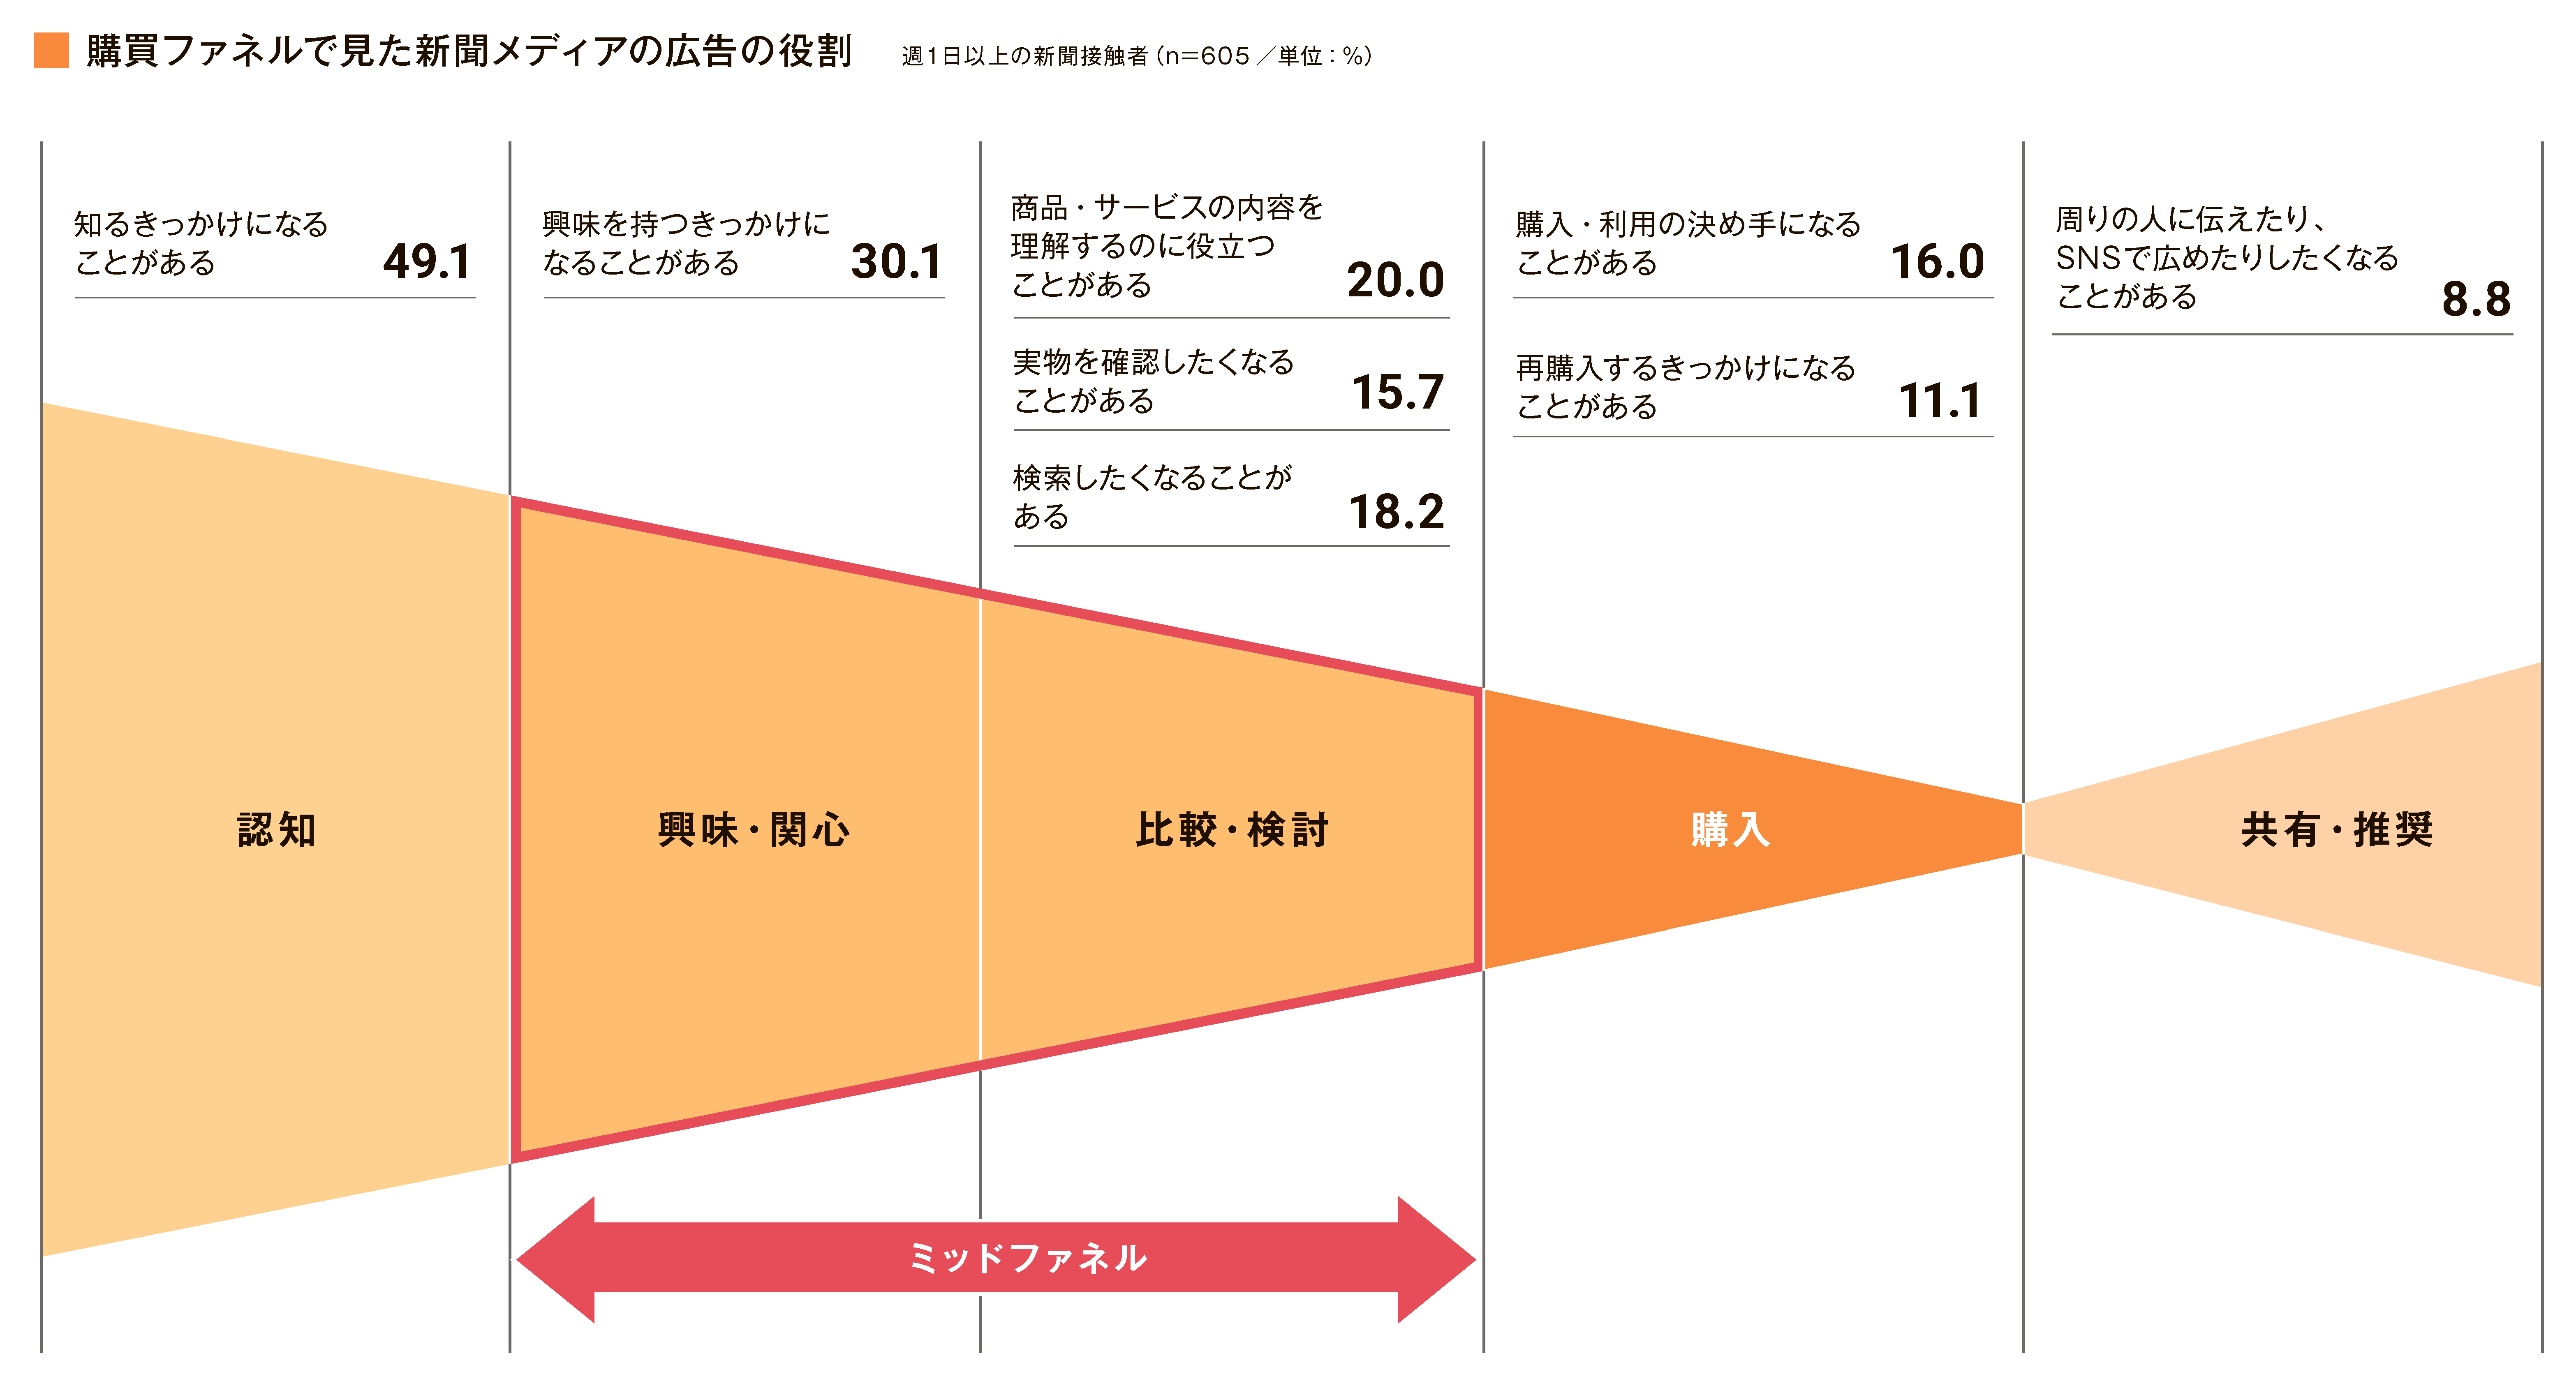 購買ファネルで見た新聞メディアの広告の役割
週1日以上の新聞接触者(n=605／単位：%)
知るきっかけになる
ことがある 49.1
興味を持つきっかけに
なることがある 30.1
商品・サービスの内容を
理解するのに役立つ
ことがある 20.0
実物を確認したくなる
ことがある 15.7
検索したくなることが
ある 18.2
購入・利用の決め手になる
ことがある 16.0
再購入するきっかけになる
ことがある 11.1
周りの人に伝えたり、
SNSで広めたりしたくなる
ことがある 8.8
認知
興味・関心
比較・検討
購入
共有・推奨
ミッドファネル